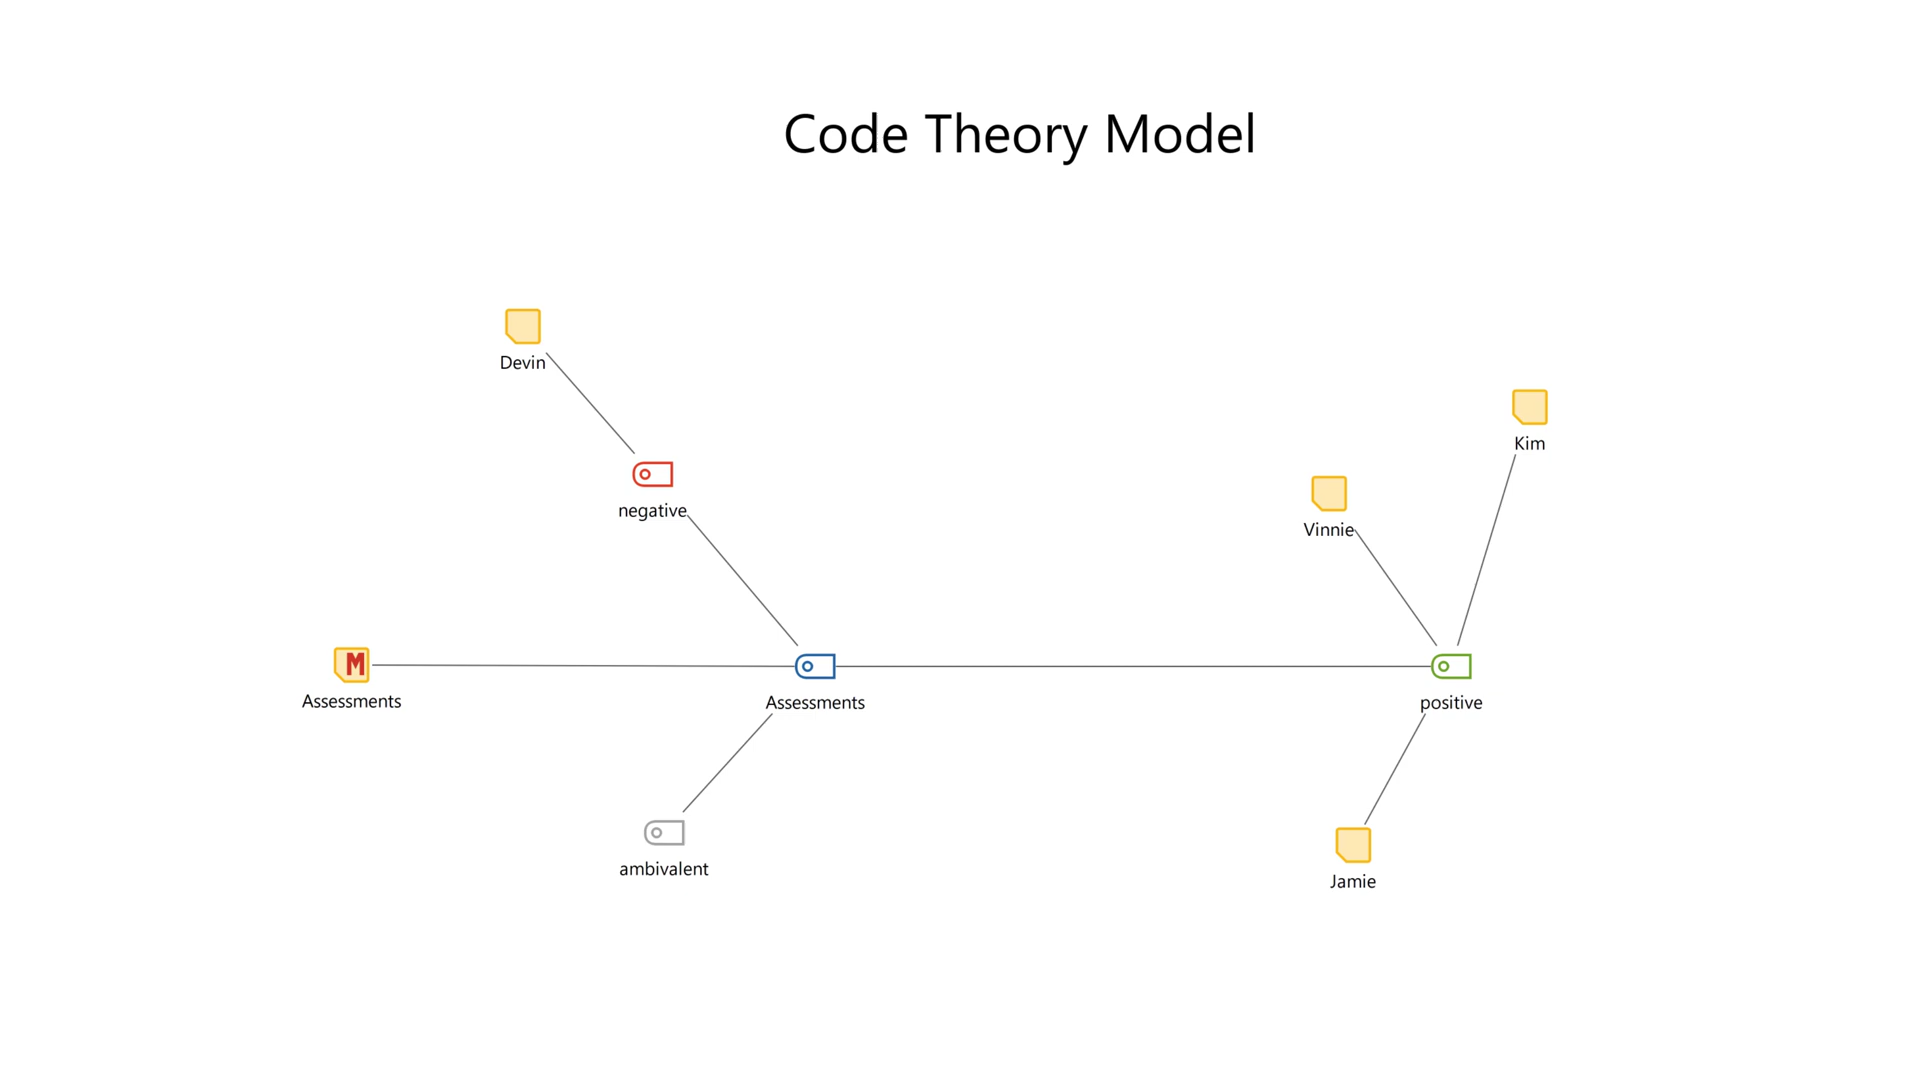 Code Theory Model
Devin
Kim
negative
Vinnie
M
Assessments
Assessments
positive
ambivalent
Jamie